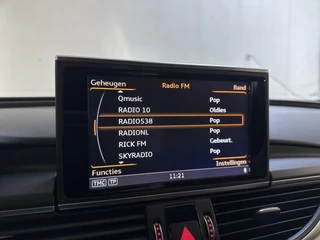 Geheugen Radio FM Band
Qmusic Pop
RADIO 10 Oldies
RADIO538 Pop
RADIONL Pop
RICK FM Gebeurt.
SKYRADIO Pop
Functies Instellingen
TMC TP 11:21